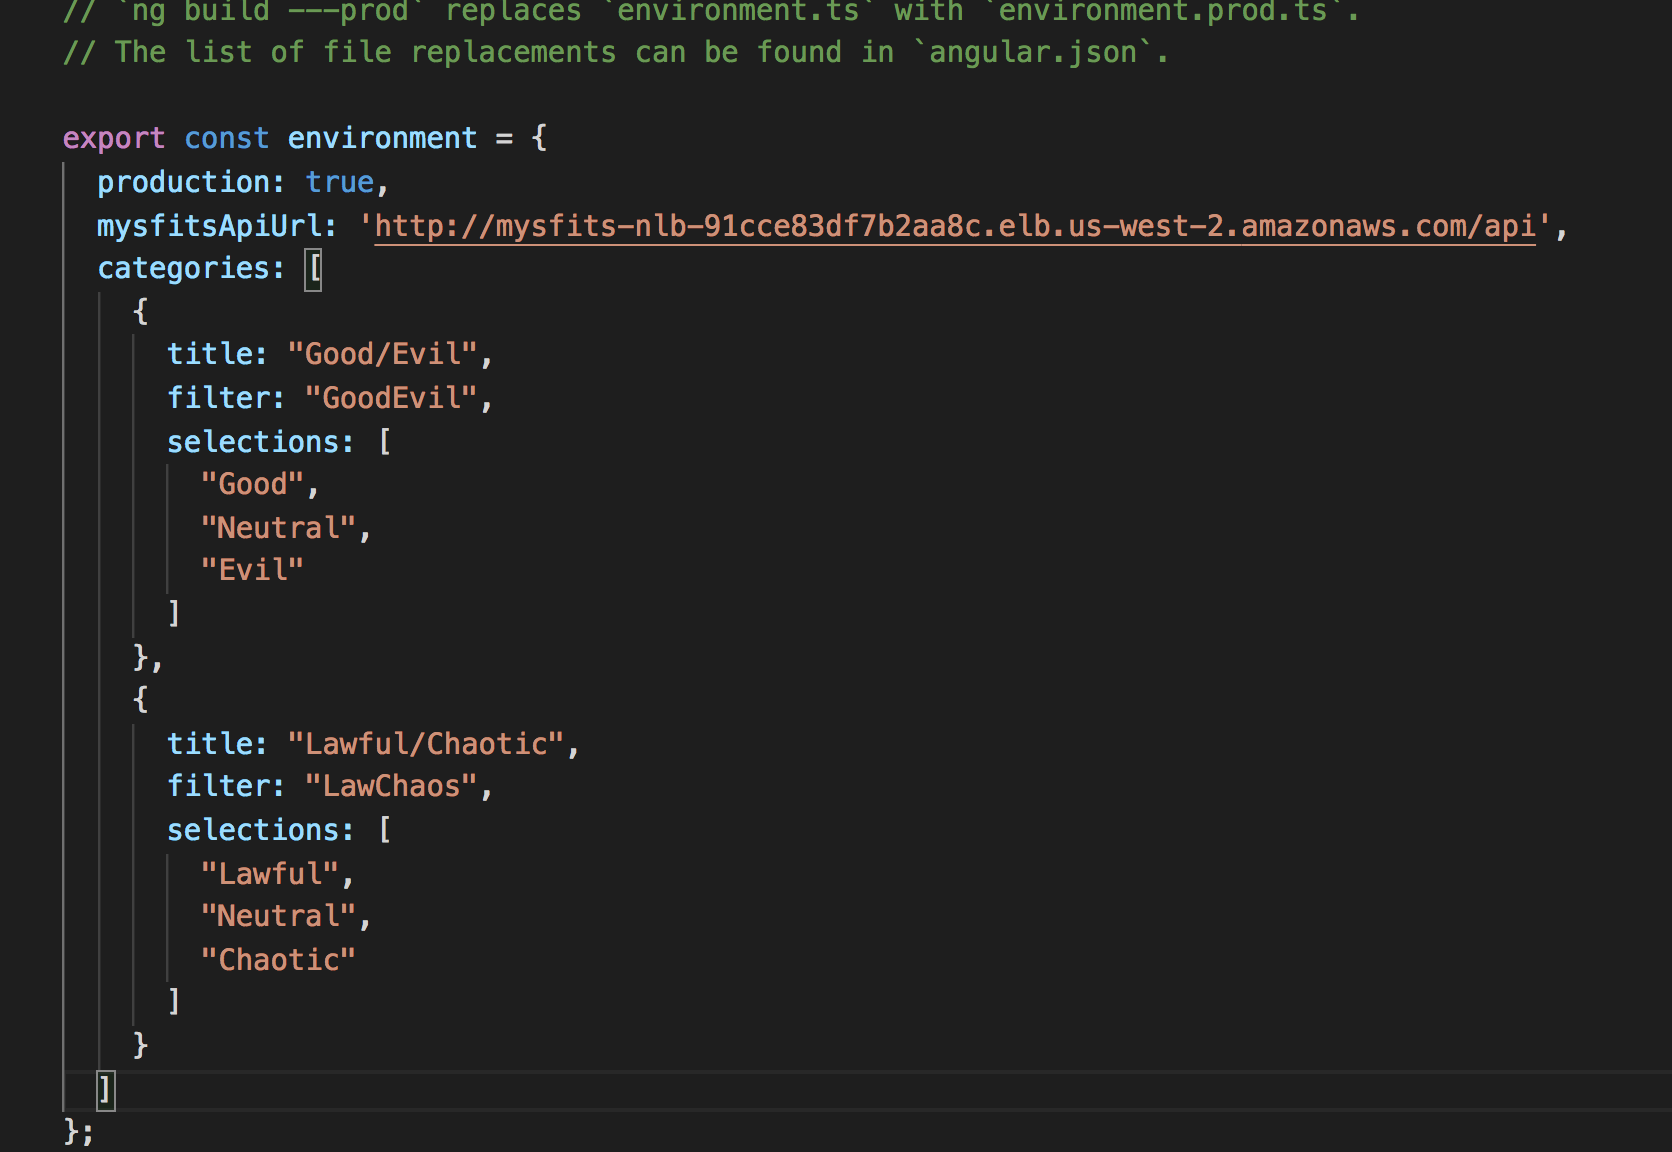 // `ng build ---prod` replaces `environment.ts` with `environment.prod.ts`.
// The list of file replacements can be found in `angular.json`.
export const environment = {
production: true,
mysfitsApiUrl: 'http://mysfits-nlb-91cce83df7b2aa8c.elb.us-west-2.amazonaws.com/api',
categories: [
{
title: "Good/Evil",
filter: "GoodEvil",
selections: [
"Good",
"Neutral",
"Evil"
]
},
{
title: "Lawful/Chaotic",
filter: "LawChaos",
selections: [
"Lawful",
"Neutral",
"Chaotic"
]
}
]
};